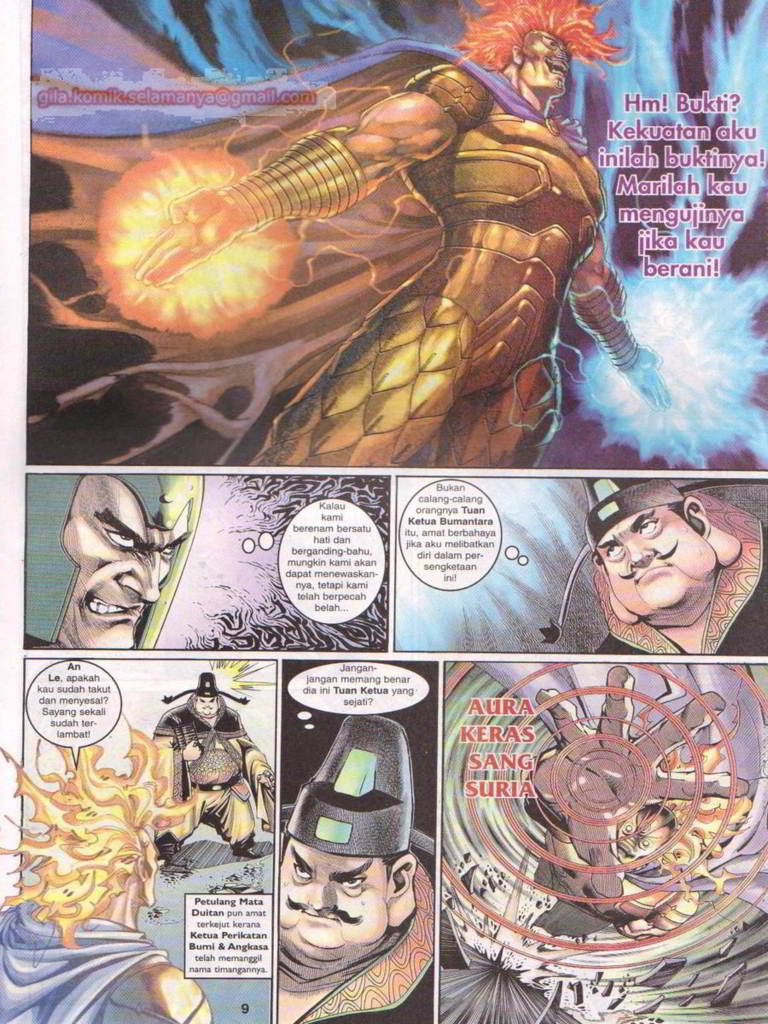 gila.komik.selamanya@gmail.com
Hm! Bukti?
Kekuatan aku
inilah buktinya!
Marilah kau
mengujinya
jika kau
berani!
Kalau
kami
berenam bersatu
hati dan
berganding-bahu,
mungkin kami akan
dapat menewaskan-
nya, tetapi kami
telah berpecah
belah...
Bukan
calang-calang
orangnya Tuan
Ketua Bumantara
itu, amat berbahaya
jika aku melibatkan
diri dalam per-
sengketaan
ini!
An
Le, apakah
kau sudah takut
dan menyesal?
Sayang sekali
sudah ter-
lambat!
Petulang Mata
Duitan pun amat
terkejut kerana
Ketua Perikatan
Bumi & Angkasa
telah memanggil
nama timangannya.
Jangan-
jangan memang benar
dia ini Tuan Ketua yang
sejati?
AURA
KERAS
SANG
SURIA
9